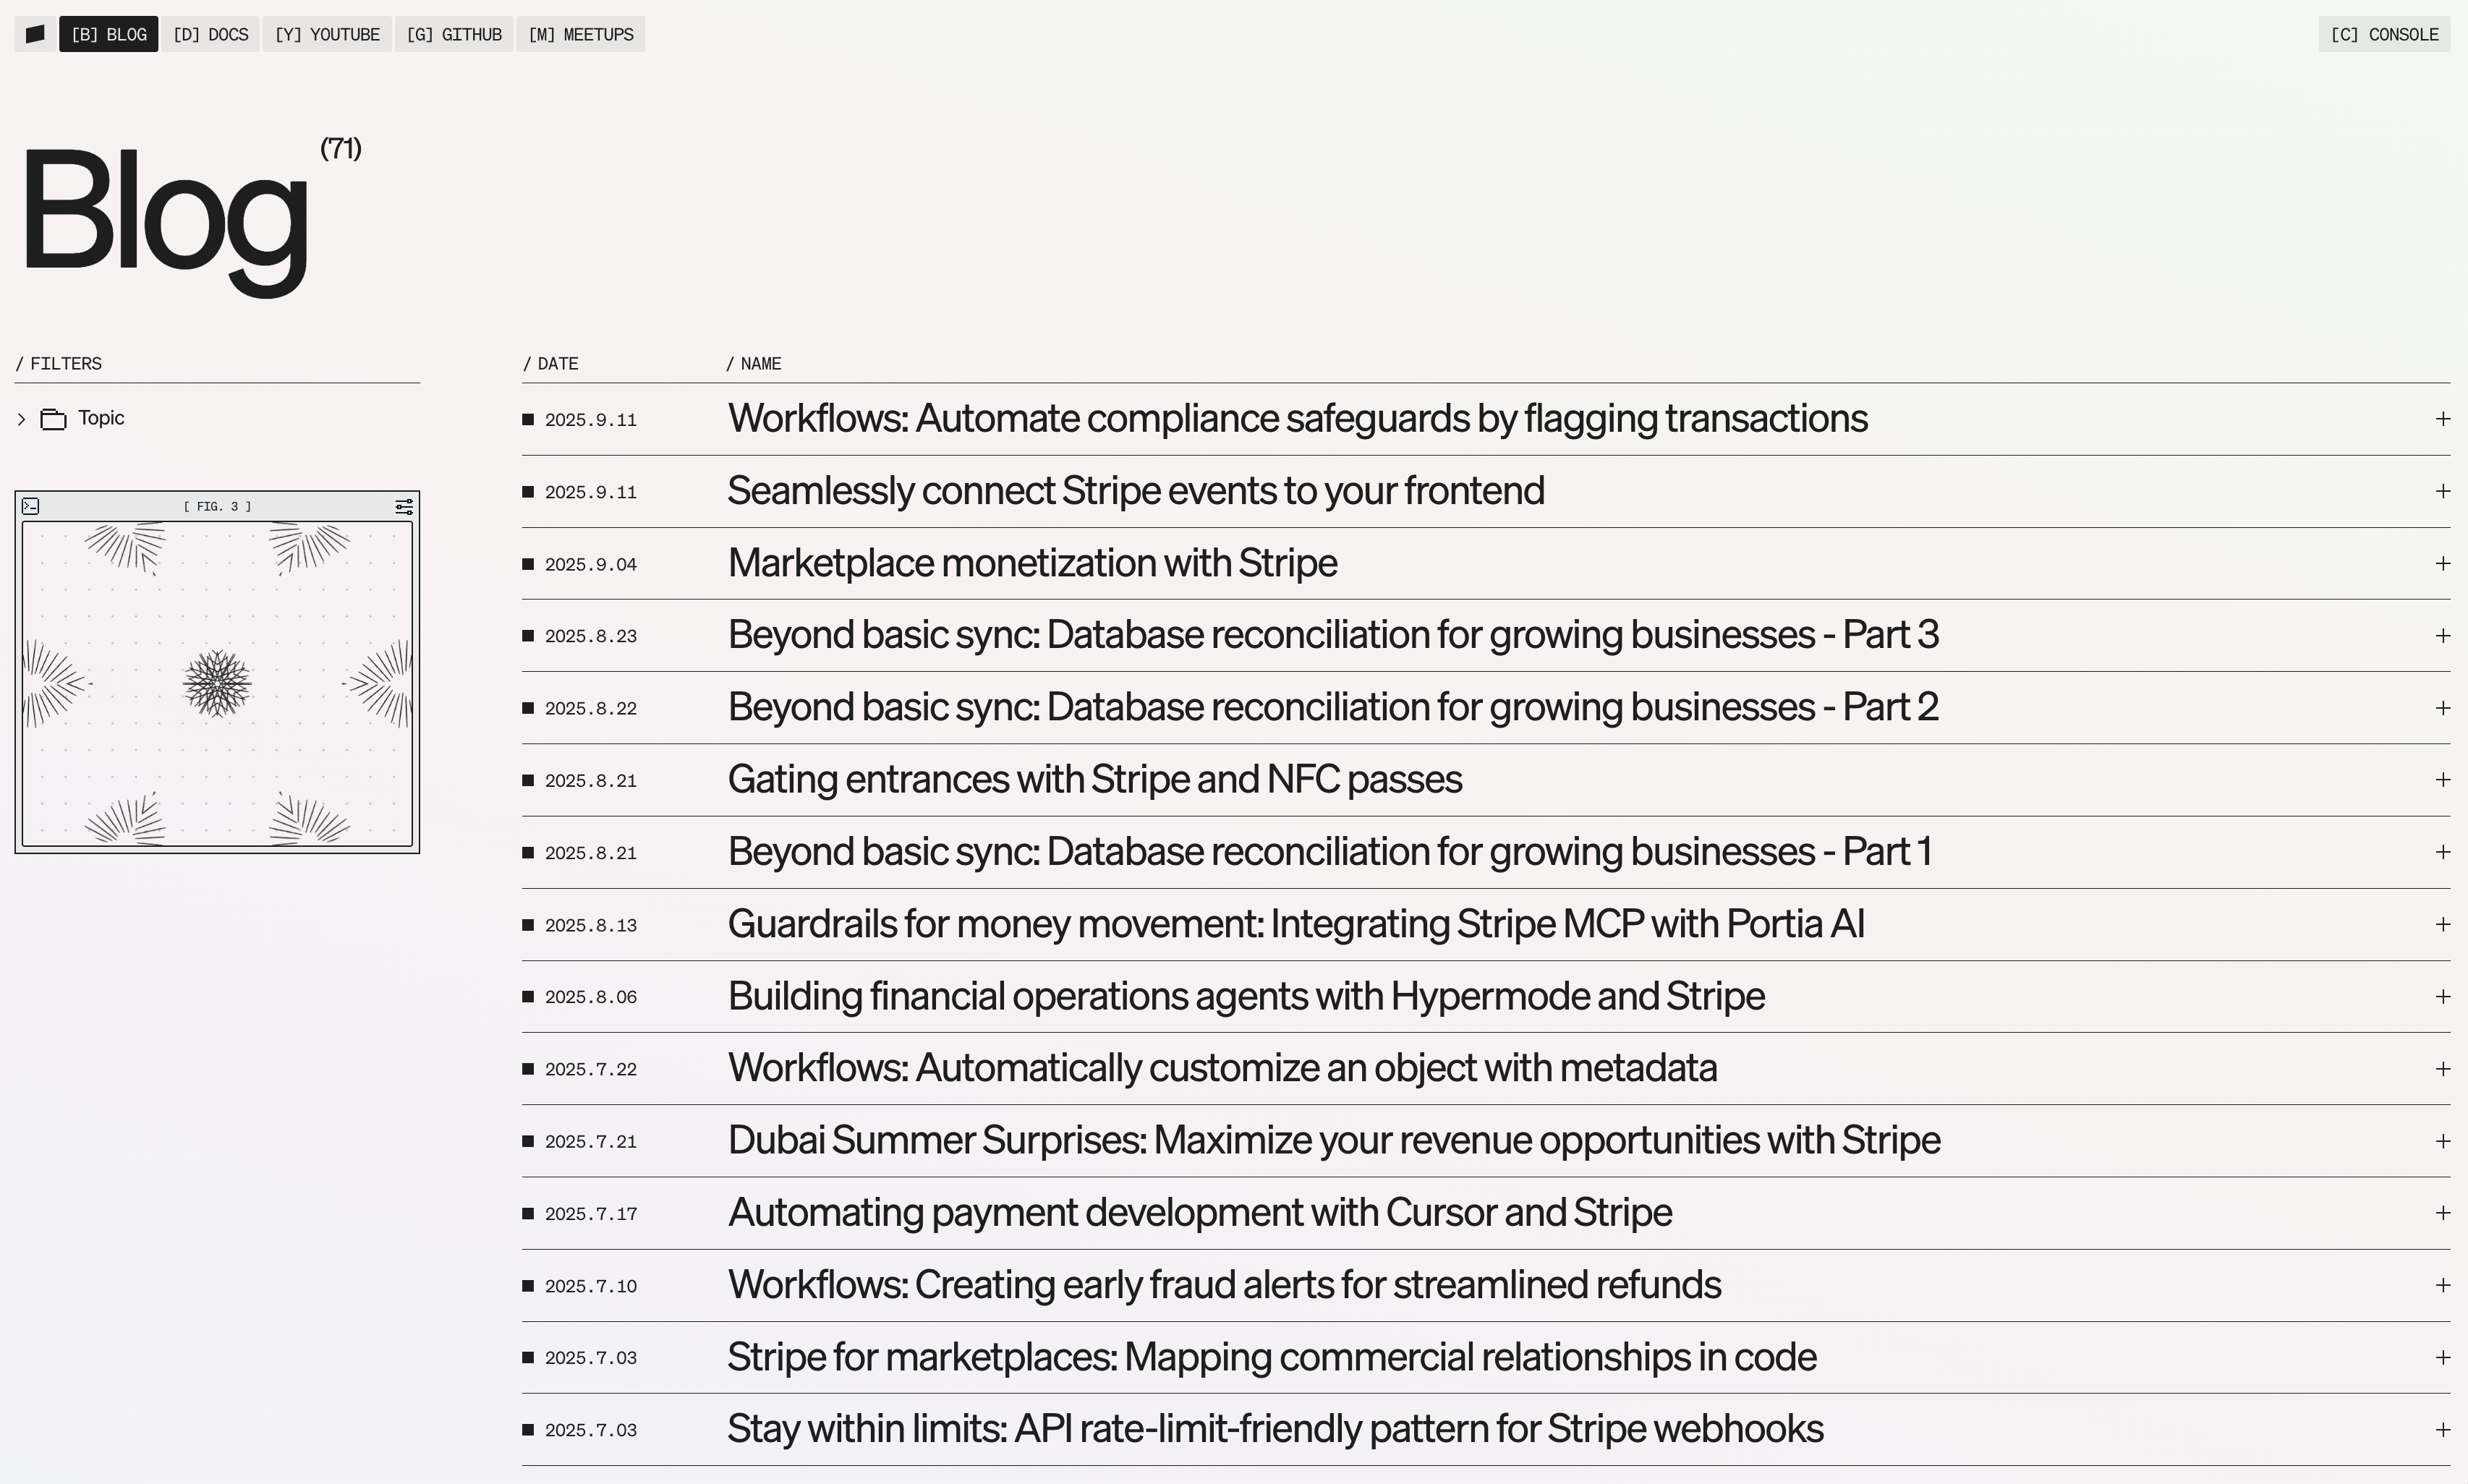 [B] BLOG [D] DOCS [Y] YOUTUBE [G] GITHUB [M] MEETUPS [C] CONSOLE
Blog (71)
/ FILTERS
Topic
[ FIG. 3 ]
/ DATE / NAME
2025.9.11 Workflows: Automate compliance safeguards by flagging transactions +
2025.9.11 Seamlessly connect Stripe events to your frontend +
2025.9.04 Marketplace monetization with Stripe +
2025.8.23 Beyond basic sync: Database reconciliation for growing businesses - Part 3 +
2025.8.22 Beyond basic sync: Database reconciliation for growing businesses - Part 2 +
2025.8.21 Gating entrances with Stripe and NFC passes +
2025.8.21 Beyond basic sync: Database reconciliation for growing businesses - Part 1 +
2025.8.13 Guardrails for money movement: Integrating Stripe MCP with Portia AI +
2025.8.06 Building financial operations agents with Hypermode and Stripe +
2025.7.22 Workflows: Automatically customize an object with metadata +
2025.7.21 Dubai Summer Surprises: Maximize your revenue opportunities with Stripe +
2025.7.17 Automating payment development with Cursor and Stripe +
2025.7.10 Workflows: Creating early fraud alerts for streamlined refunds +
2025.7.03 Stripe for marketplaces: Mapping commercial relationships in code +
2025.7.03 Stay within limits: API rate-limit-friendly pattern for Stripe webhooks +